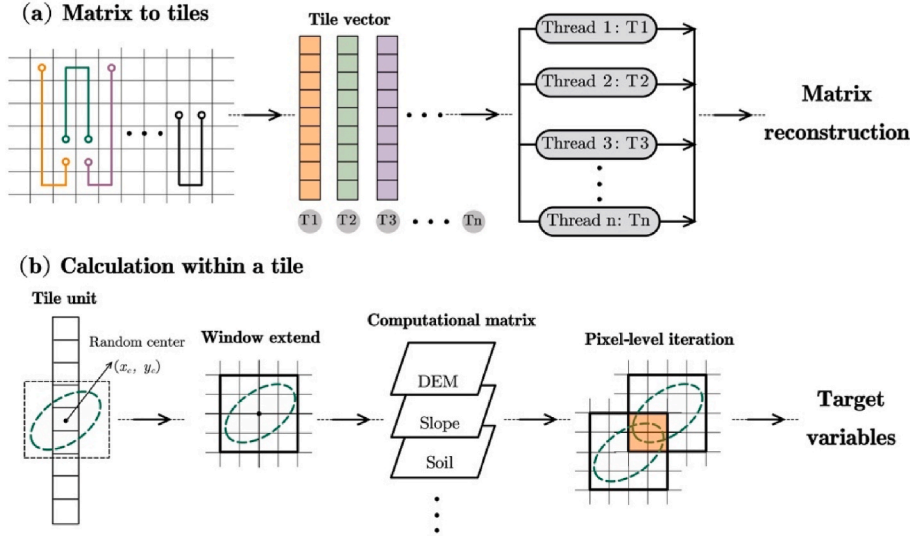 (a) Matrix to tiles
Tile vector
T1 T2 T3 Tn
Thread 1: T1
Thread 2: T2
Thread 3: T3
Thread n: Tn
Matrix
reconstruction
(b) Calculation within a tile
Tile unit
Random center
(x_c, y_c)
Window extend
Computational matrix
DEM
Slope
Soil
Pixel-level iteration
Target
variables